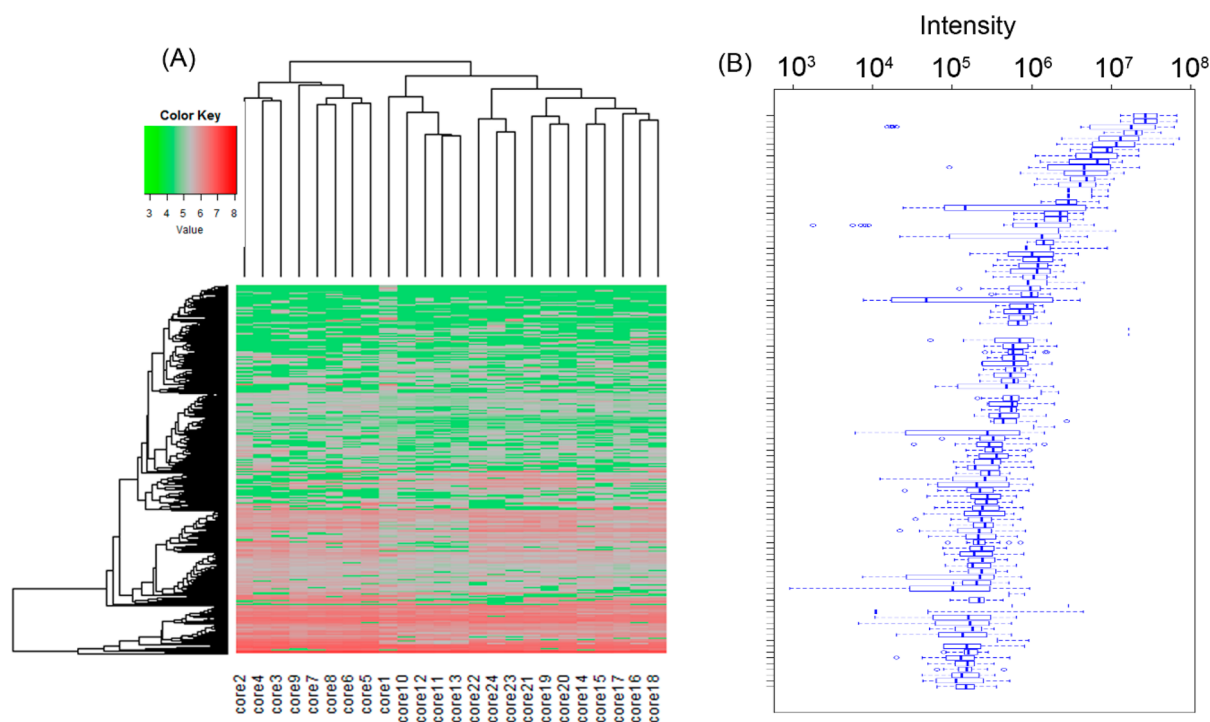 (A)
Color Key
3 4 5 6 7 8
Value
core2
core4
core3
core9
core7
core8
core6
core5
core1
core10
core12
core11
core13
core22
core24
core23
core21
core19
core20
core14
core15
core17
core16
core18
(B)
Intensity
10³ 10⁴ 10⁵ 10⁶ 10⁷ 10⁸